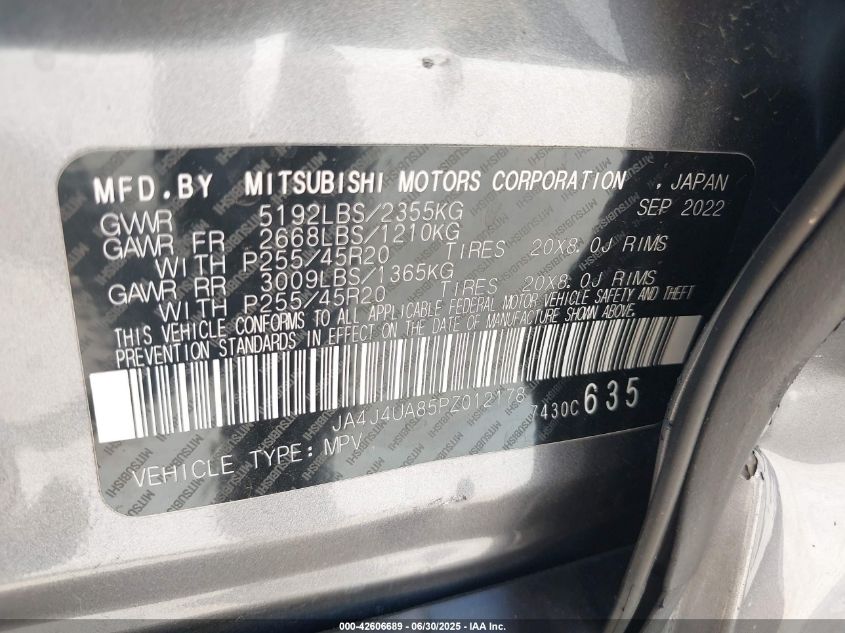 MFD.BY MITSUBISHI MOTORS CORPORATION , JAPAN
GVWR 5192LBS/2355KG SEP 2022
GAWR FR 2668LBS/1210KG
WITH P255/45R20 TIRES 20X8.0J RIMS
GAWR RR 3009LBS/1365KG
WITH P255/45R20 TIRES 20X8.0J RIMS
THIS VEHICLE CONFORMS TO ALL APPLICABLE FEDERAL MOTOR VEHICLE SAFETY AND THEFT
PREVENTION STANDARDS IN EFFECT ON THE DATE OF MANUFACTURE SHOWN ABOVE.
JA4J4UA85PZ012178 7430C 635
VEHICLE TYPE: MPV
000-42606689 - 06/30/2025 - IAA Inc.